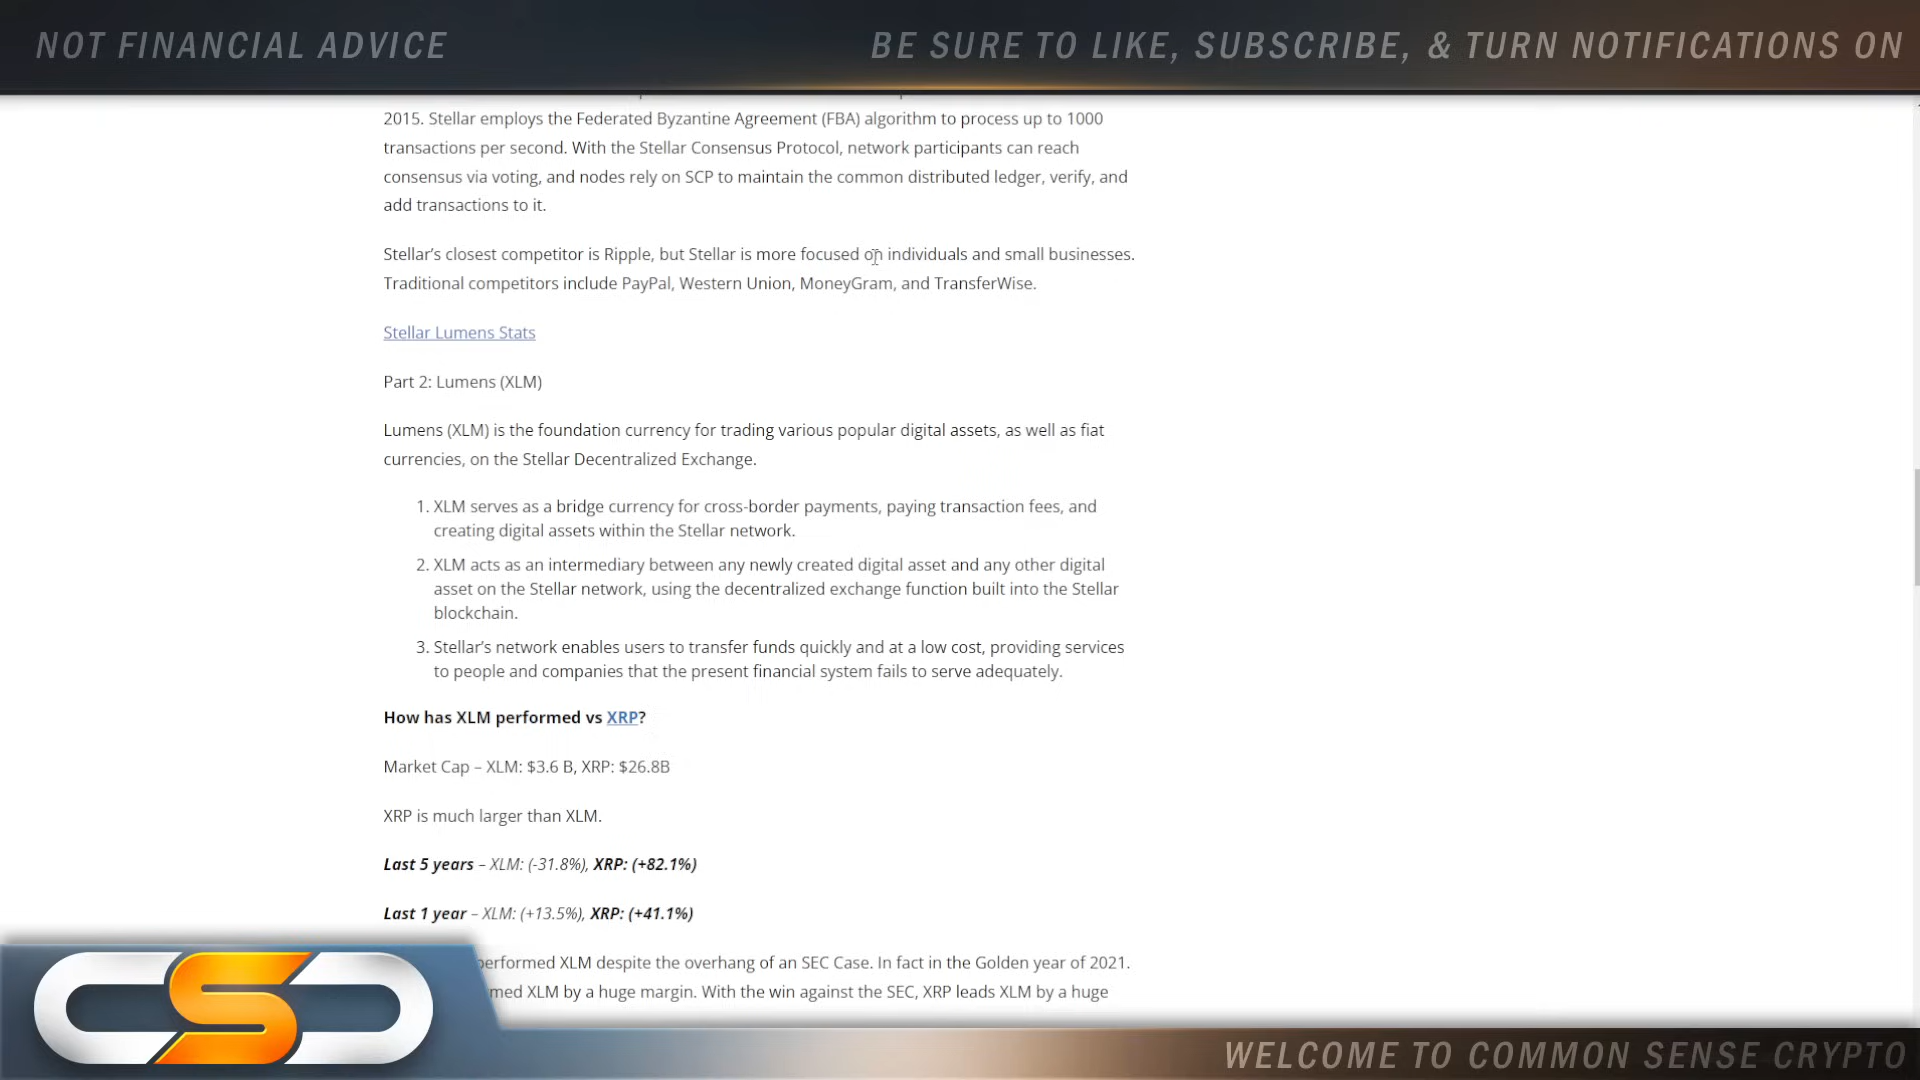 NOT FINANCIAL ADVICE
BE SURE TO LIKE, SUBSCRIBE, & TURN NOTIFICATIONS ON
2015. Stellar employs the Federated Byzantine Agreement (FBA) algorithm to process up to 1000
transactions per second. With the Stellar Consensus Protocol, network participants can reach
consensus via voting, and nodes rely on SCP to maintain the common distributed ledger, verify, and
add transactions to it.
Stellar’s closest competitor is Ripple, but Stellar is more focused on individuals and small businesses.
Traditional competitors include PayPal, Western Union, MoneyGram, and TransferWise.
Stellar Lumens Stats
Part 2: Lumens (XLM)
Lumens (XLM) is the foundation currency for trading various popular digital assets, as well as fiat
currencies, on the Stellar Decentralized Exchange.
1. XLM serves as a bridge currency for cross-border payments, paying transaction fees, and
creating digital assets within the Stellar network.
2. XLM acts as an intermediary between any newly created digital asset and any other digital
asset on the Stellar network, using the decentralized exchange function built into the Stellar
blockchain.
3. Stellar’s network enables users to transfer funds quickly and at a low cost, providing services
to people and companies that the present financial system fails to serve adequately.
How has XLM performed vs XRP?
Market Cap – XLM: $3.6 B, XRP: $26.8B
XRP is much larger than XLM.
Last 5 years – XLM: (-31.8%), XRP: (+82.1%)
Last 1 year – XLM: (+13.5%), XRP: (+41.1%)
performed XLM despite the overhang of an SEC Case. In fact in the Golden year of 2021.
med XLM by a huge margin. With the win against the SEC, XRP leads XLM by a huge
CSC
WELCOME TO COMMON SENSE CRYPTO